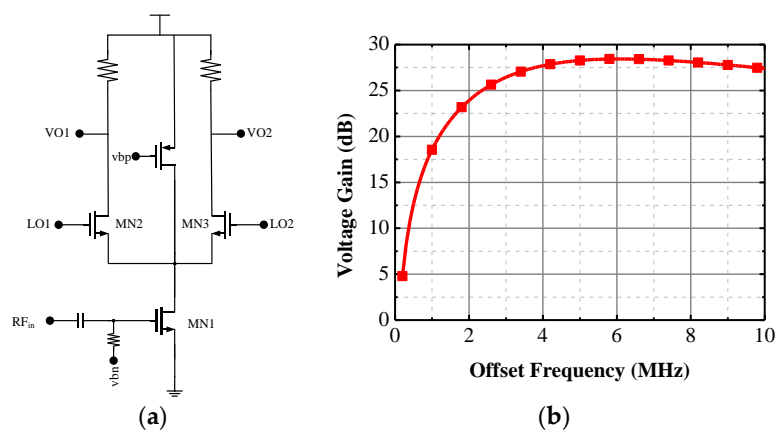 VO1
VO2
vbp
LO1
MN2
MN3
LO2
RFin
MN1
vbn
(a)
30
25
20
15
10
5
0
0
2
4
6
8
10
Voltage Gain (dB)
Offset Frequency (MHz)
(b)